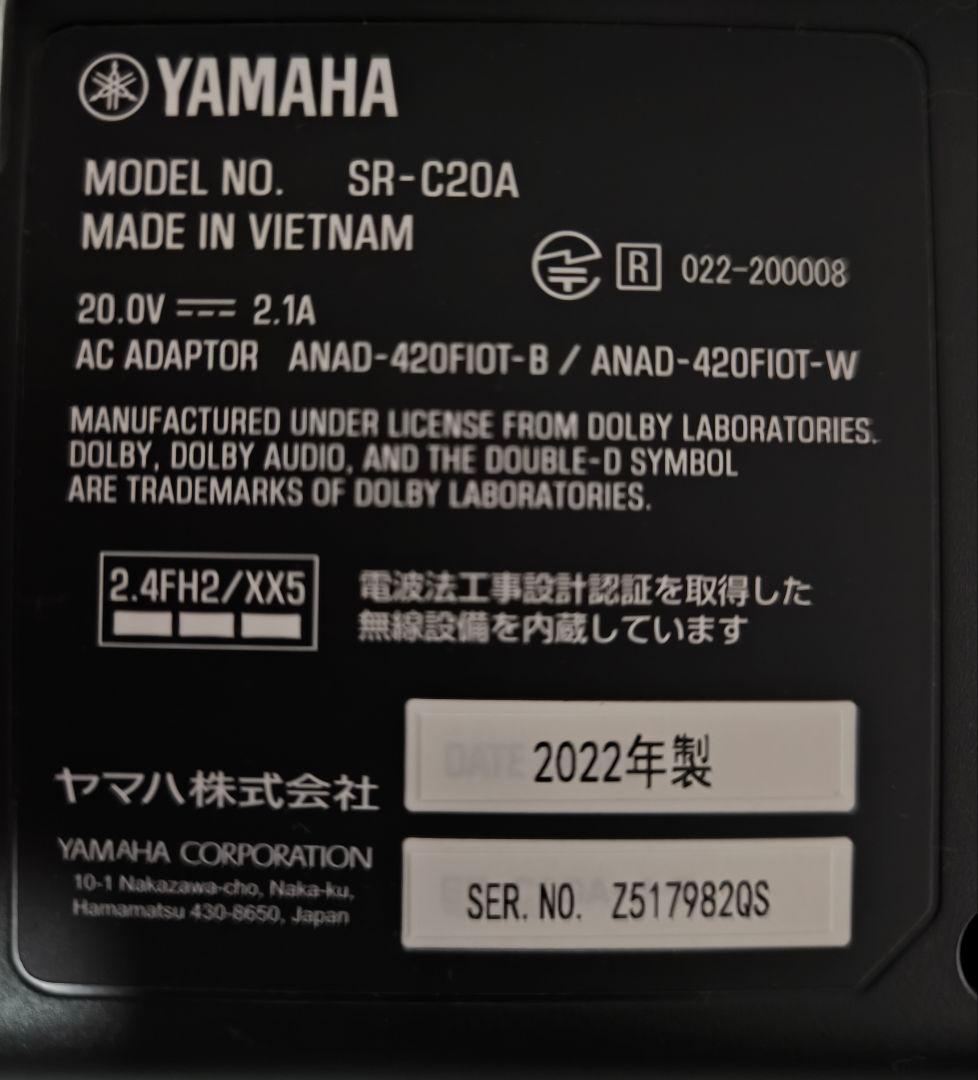 YAMAHA
MODEL NO. SR-C20A
MADE IN VIETNAM
R 022-200008
20.0V 2.1A
AC ADAPTOR ANAD-420FIOT-B / ANAD-420FIOT-W
MANUFACTURED UNDER LICENSE FROM DOLBY LABORATORIES.
DOLBY, DOLBY AUDIO, AND THE DOUBLE-D SYMBOL
ARE TRADEMARKS OF DOLBY LABORATORIES.
2.4FH2/XX5
電波法工事設計認証を取得した
無線設備を内蔵しています
DATE 2022年製
ヤマハ株式会社
YAMAHA CORPORATION
10-1 Nakazawa-cho, Naka-ku,
Hamamatsu 430-8650, Japan
SER. NO. Z517982QS